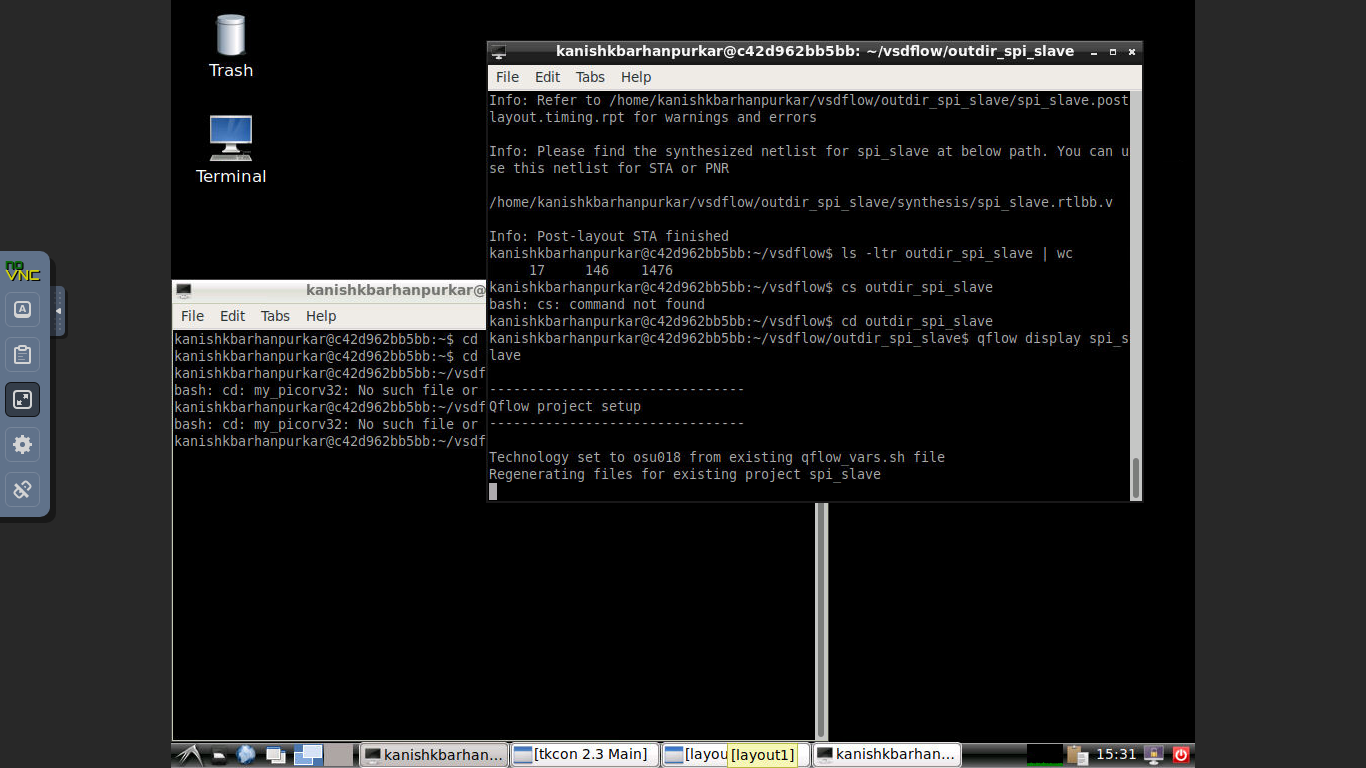 Trash
Terminal
no
VNC
A
kanishkbarhanpurkar@c42d962bb5bb: ~/vsdflow/outdir_spi_slave
File Edit Tabs Help
Info: Refer to /home/kanishkbarhanpurkar/vsdflow/outdir_spi_slave/spi_slave.post
layout.timing.rpt for warnings and errors
Info: Please find the synthesized netlist for spi_slave at below path. You can u
se this netlist for STA or PNR
/home/kanishkbarhanpurkar/vsdflow/outdir_spi_slave/synthesis/spi_slave.rtlbb.v
Info: Post-layout STA finished
kanishkbarhanpurkar@c42d962bb5bb:~/vsdflow$ ls -ltr outdir_spi_slave | wc
17 146 1476
kanishkbarhanpurkar@c42d962bb5bb:~/vsdflow$ cs outdir_spi_slave
bash: cs: command not found
kanishkbarhanpurkar@c42d962bb5bb:~/vsdflow$ cd outdir_spi_slave
kanishkbarhanpurkar@c42d962bb5bb:~/vsdflow/outdir_spi_slave$ qflow display spi_s
lave
--------------------------------
Qflow project setup
--------------------------------
Technology set to osu018 from existing qflow_vars.sh file
Regenerating files for existing project spi_slave
kanishkbarhanpurkar@
File Edit Tabs Help
kanishkbarhanpurkar@c42d962bb5bb:~$ cd
kanishkbarhanpurkar@c42d962bb5bb:~$ cd
kanishkbarhanpurkar@c42d962bb5bb:~/vsdf
bash: cd: my_picorv32: No such file or
kanishkbarhanpurkar@c42d962bb5bb:~/vsdf
bash: cd: my_picorv32: No such file or
kanishkbarhanpurkar@c42d962bb5bb:~/vsdf
kanishkbarhan... [tkcon 2.3 Main] [layou [layout1] kanishkbarhan... 15:31